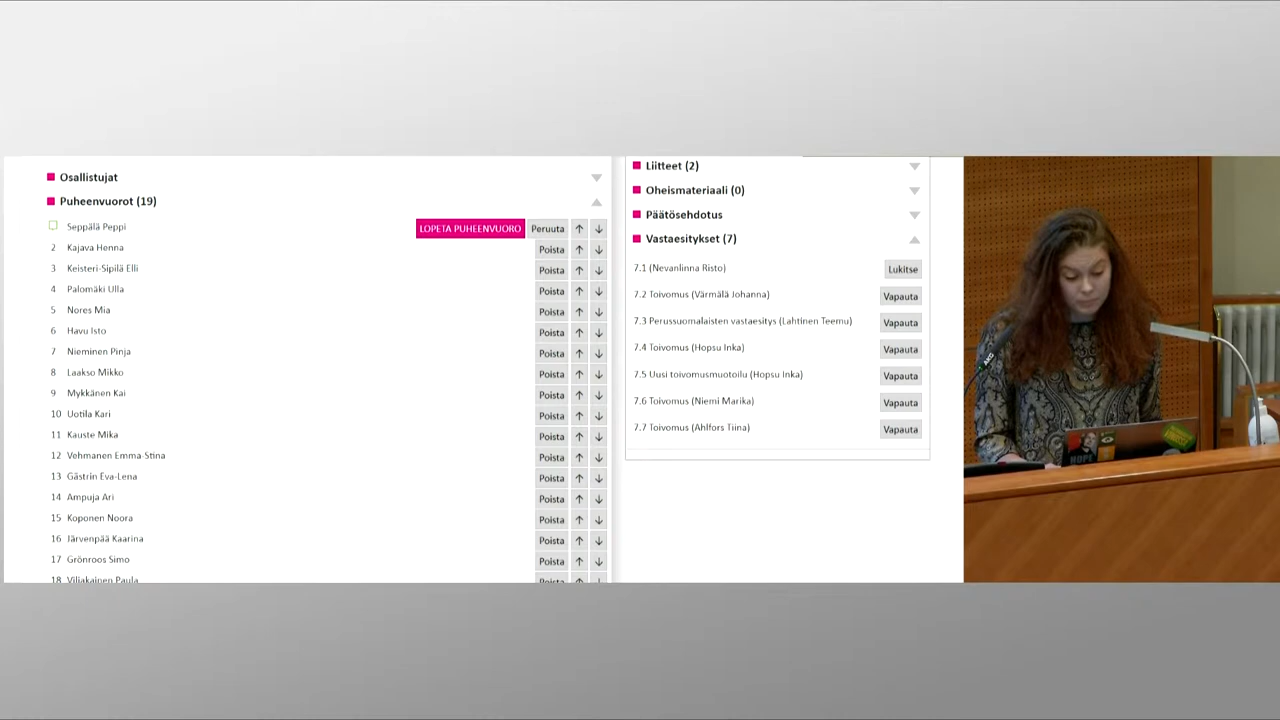 Osallistujat
Puheenvuorot (19)
Seppälä Peppi LOPETA PUHEENVUORO Peruuta ↑ ↓
2 Kajava Henna Poista ↑ ↓
3 Keisteri-Sipilä Elli Poista ↑ ↓
4 Palomäki Ulla Poista ↑ ↓
5 Nores Mia Poista ↑ ↓
6 Havu Isto Poista ↑ ↓
7 Nieminen Pinja Poista ↑ ↓
8 Laakso Mikko Poista ↑ ↓
9 Mykkänen Kai Poista ↑ ↓
10 Uotila Kari Poista ↑ ↓
11 Kauste Mika Poista ↑ ↓
12 Vehmanen Emma-Stina Poista ↑ ↓
13 Gästrin Eva-Lena Poista ↑ ↓
14 Ampuja Ari Poista ↑ ↓
15 Koponen Noora Poista ↑ ↓
16 Järvenpää Kaarina Poista ↑ ↓
17 Grönroos Simo Poista ↑ ↓
18 Viljakainen Paula Poista ↑ ↓
Liitteet (2)
Oheismateriaali (0)
Päätösehdotus
Vastaesitykset (7)
7.1 (Nevanlinna Risto) Lukitse
7.2 Toivomus (Värmälä Johanna) Vapauta
7.3 Perussuomalaisten vastaesitys (Lahtinen Teemu) Vapauta
7.4 Toivomus (Hopsu Inka) Vapauta
7.5 Uusi toivomusmuotoilu (Hopsu Inka) Vapauta
7.6 Toivomus (Niemi Marika) Vapauta
7.7 Toivomus (Ahlfors Tiina) Vapauta
AKG
HOPE